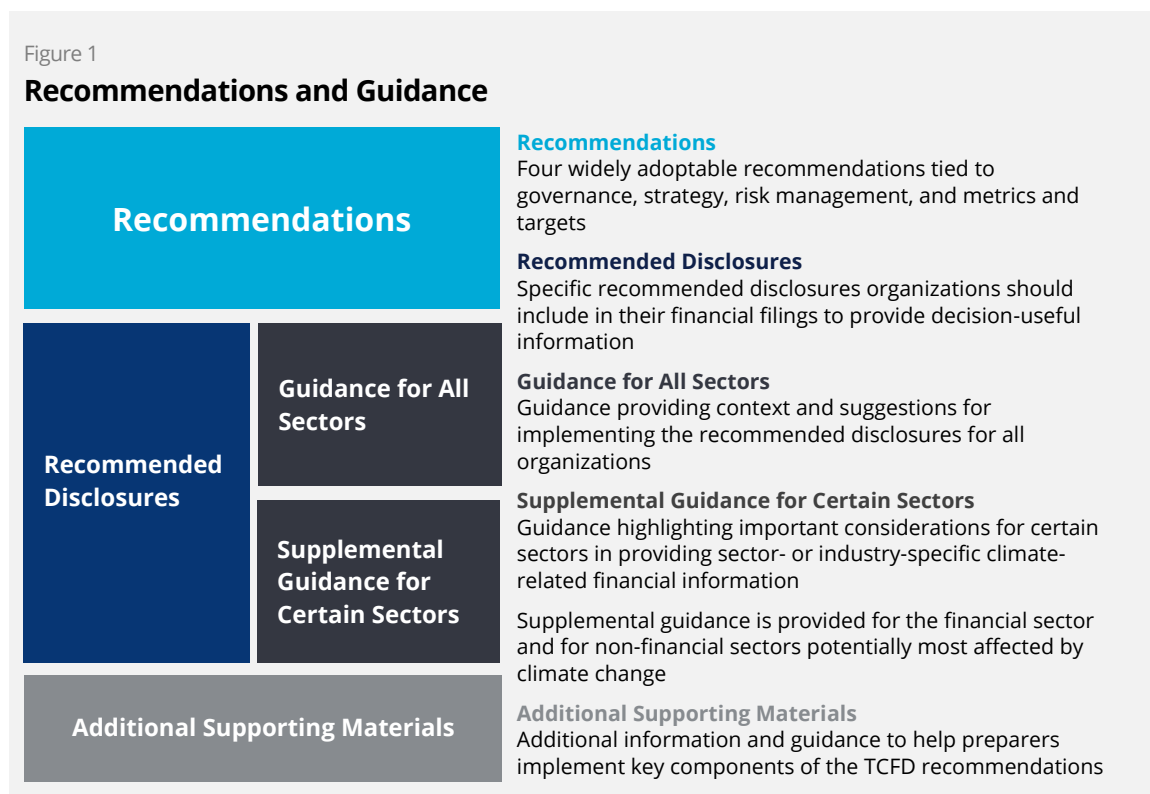 Figure 1
Recommendations and Guidance
Recommendations
Recommended
Disclosures
Guidance for All
Sectors
Supplemental
Guidance for
Certain Sectors
Additional Supporting Materials
Recommendations
Four widely adoptable recommendations tied to
governance, strategy, risk management, and metrics and
targets
Recommended Disclosures
Specific recommended disclosures organizations should
include in their financial filings to provide decision-useful
information
Guidance for All Sectors
Guidance providing context and suggestions for
implementing the recommended disclosures for all
organizations
Supplemental Guidance for Certain Sectors
Guidance highlighting important considerations for certain
sectors in providing sector- or industry-specific climate-
related financial information
Supplemental guidance is provided for the financial sector
and for non-financial sectors potentially most affected by
climate change
Additional Supporting Materials
Additional information and guidance to help preparers
implement key components of the TCFD recommendations